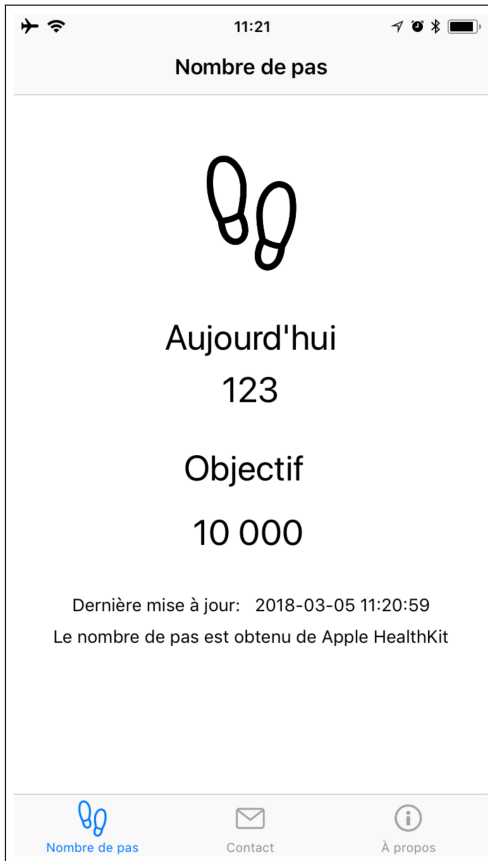 11:21
Nombre de pas
Aujourd'hui
123
Objectif
10 000
Dernière mise à jour: 2018-03-05 11:20:59
Le nombre de pas est obtenu de Apple HealthKit
Nombre de pas Contact À propos